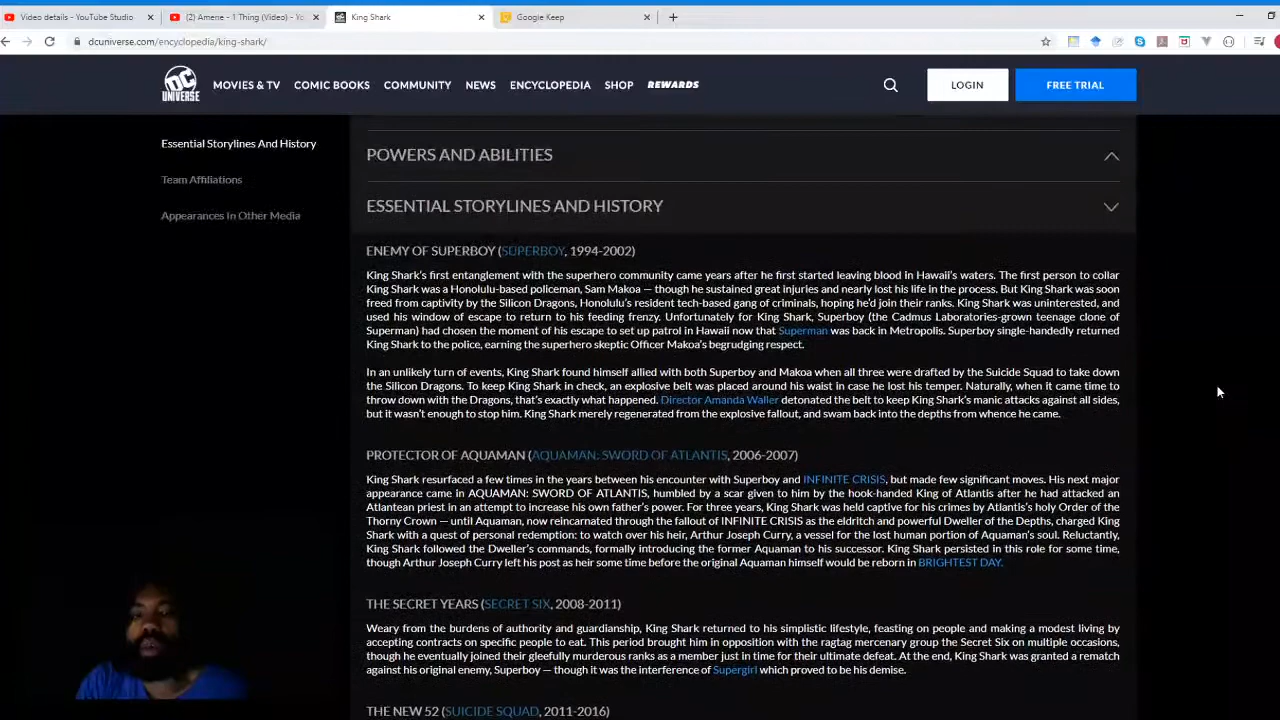 Video details - YouTube Studio
(2) Amene - 1 Thing (Video) - Yo
King Shark
Google Keep
dcuniverse.com/encyclopedia/king-shark/
DC UNIVERSE
MOVIES & TV
COMIC BOOKS
COMMUNITY
NEWS
ENCYCLOPEDIA
SHOP
REWARDS
LOGIN
FREE TRIAL
Essential Storylines And History
Team Affiliations
Appearances In Other Media
POWERS AND ABILITIES
ESSENTIAL STORYLINES AND HISTORY
ENEMY OF SUPERBOY (SUPERBOY, 1994-2002)
King Shark's first entanglement with the superhero community came years after he first started leaving blood in Hawaii's waters. The first person to collar
King Shark was a Honolulu-based policeman, Sam Makoa — though he sustained great injuries and nearly lost his life in the process. But King Shark was soon
freed from captivity by the Silicon Dragons, Honolulu's resident tech-based gang of criminals, hoping he'd join their ranks. King Shark was uninterested, and
used his window of escape to return to his feeding frenzy. Unfortunately for King Shark, Superboy (the Cadmus Laboratories-grown teenage clone of
Superman) had chosen the moment of his escape to set up patrol in Hawaii now that Superman was back in Metropolis. Superboy single-handedly returned
King Shark to the police, earning the superhero skeptic Officer Makoa's begrudging respect.
In an unlikely turn of events, King Shark found himself allied with both Superboy and Makoa when all three were drafted by the Suicide Squad to take down
the Silicon Dragons. To keep King Shark in check, an explosive belt was placed around his waist in case he lost his temper. Naturally, when it came time to
throw down with the Dragons, that's exactly what happened. Director Amanda Waller detonated the belt to keep King Shark's manic attacks against all sides,
but it wasn't enough to stop him. King Shark merely regenerated from the explosive fallout, and swam back into the depths from whence he came.
PROTECTOR OF AQUAMAN (AQUAMAN: SWORD OF ATLANTIS, 2006-2007)
King Shark resurfaced a few times in the years between his encounter with Superboy and INFINITE CRISIS, but made few significant moves. His next major
appearance came in AQUAMAN: SWORD OF ATLANTIS, humbled by a scar given to him by the hook-handed King of Atlantis after he had attacked an
Atlantean priest in an attempt to increase his own father's power. For three years, King Shark was held captive for his crimes by Atlantis's holy Order of the
Thorny Crown — until Aquaman, now reincarnated through the fallout of INFINITE CRISIS as the eldritch and powerful Dweller of the Depths, charged King
Shark with a quest of personal redemption: to watch over his heir, Arthur Joseph Curry, a vessel for the lost human portion of Aquaman's soul. Reluctantly,
King Shark followed the Dweller's commands, formally introducing the former Aquaman to his successor. King Shark persisted in this role for some time,
though Arthur Joseph Curry left his post as heir some time before the original Aquaman himself would be reborn in BRIGHTEST DAY.
THE SECRET YEARS (SECRET SIX, 2008-2011)
Weary from the burdens of authority and guardianship, King Shark returned to his simplistic lifestyle, feasting on people and making a modest living by
accepting contracts on specific people to eat. This period brought him in opposition with the ragtag mercenary group the Secret Six on multiple occasions,
though he eventually joined their gleefully murderous ranks as a member just in time for their ultimate defeat. At the end, King Shark was granted a rematch
against his original enemy, Superboy — though it was the interference of Supergirl which proved to be his demise.
THE NEW 52 (SUICIDE SQUAD, 2011-2016)